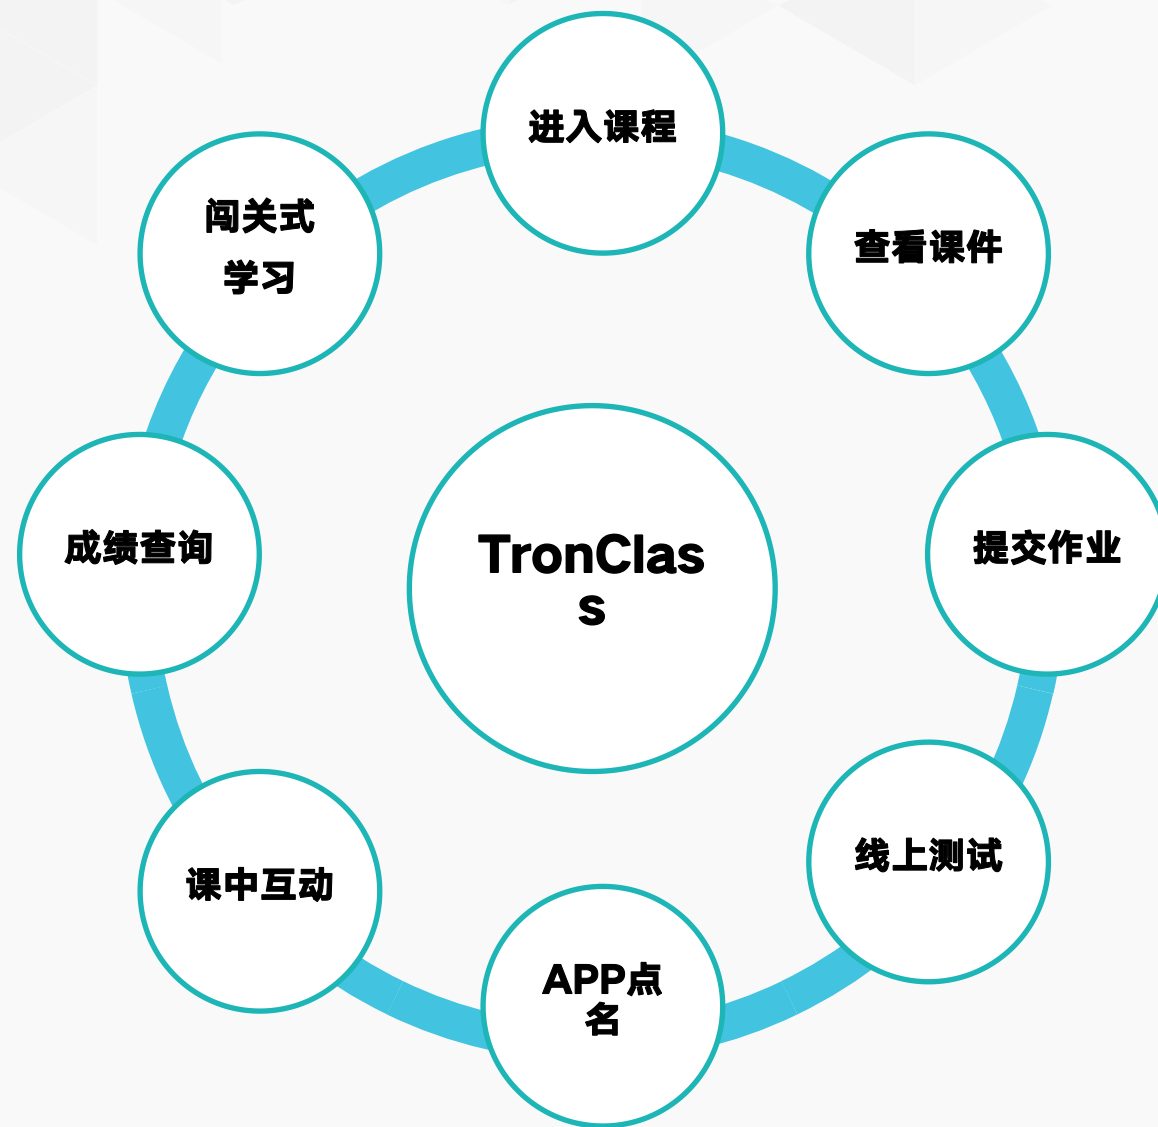 进入课程
闯关式
学习
查看课件
成绩查询
TronClas
s
提交作业
课中互动
线上测试
APP点
名